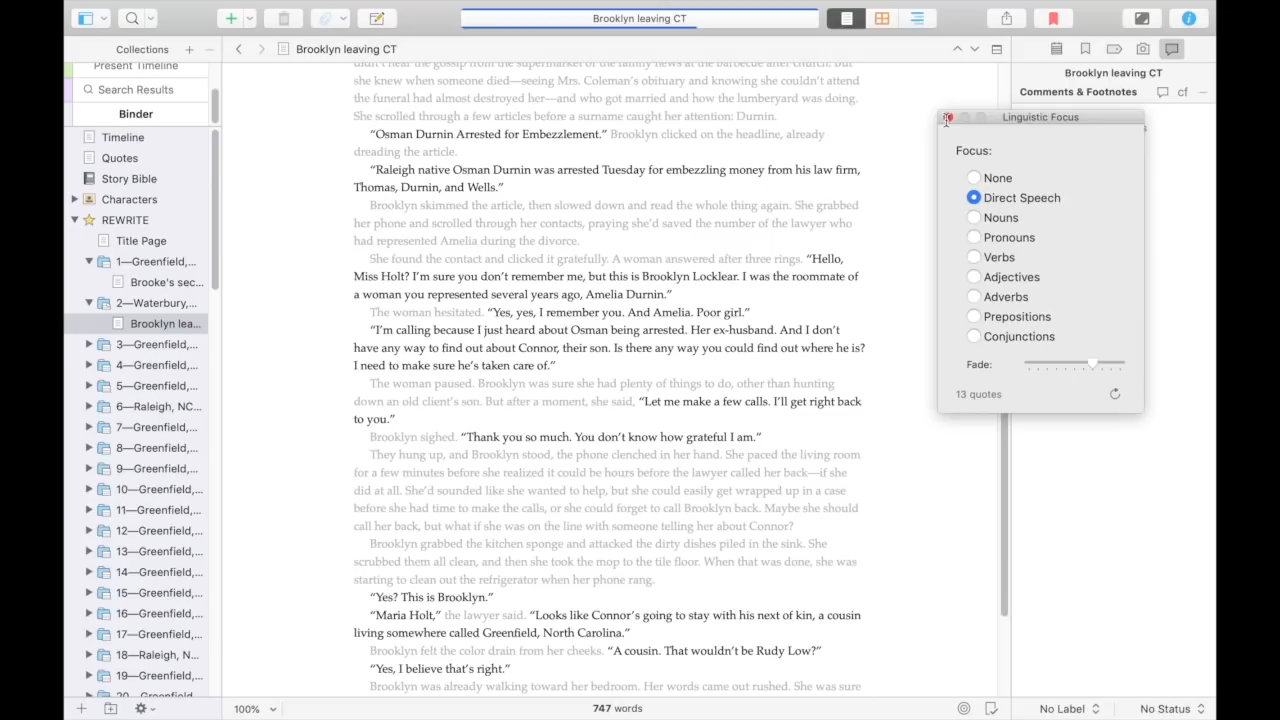 Brooklyn leaving CT
Collections
Brooklyn leaving CT
Brooklyn leaving CT
Comments & Footnotes
cf
Present Timeline
Search Results
Binder
Timeline
Quotes
Story Bible
Characters
REWRITE
Title Page
1—Greenfield,...
Brooke's sec...
2—Waterbury,...
Brooklyn lea...
3—Greenfield,...
4—Greenfield,...
5—Greenfield,...
6—Raleigh, NC...
7—Greenfield,...
8—Greenfield,...
9—Greenfield,...
10—Greenfield,...
11—Greenfield,...
12—Greenfield,...
13—Greenfield,...
14—Greenfield,...
15—Greenfield,...
16—Greenfield,...
17—Greenfield,...
18—Raleigh, N...
19—Greenfield,...
20—Greenfield,...
didn't hear the gossip from the supermarket or the family news at the barbecue after church. But
she knew when someone died—seeing Mrs. Coleman's obituary and knowing she couldn't attend
the funeral had almost destroyed her—and who got married and how the lumberyard was doing.
She scrolled through a few articles before a surname caught her attention: Durnin.
“Osman Durnin Arrested for Embezzlement.” Brooklyn clicked on the headline, already
dreading the article.
“Raleigh native Osman Durnin was arrested Tuesday for embezzling money from his law firm,
Thomas, Durnin, and Wells.”
Brooklyn skimmed the article, then slowed down and read the whole thing again. She grabbed
her phone and scrolled through her contacts, praying she'd saved the number of the lawyer who
had represented Amelia during the divorce.
She found the contact and clicked it gratefully. A woman answered after three rings. “Hello,
Miss Holt? I'm sure you don't remember me, but this is Brooklyn Locklear. I was the roommate of
a woman you represented several years ago, Amelia Durnin.”
The woman hesitated. “Yes, yes, I remember you. And Amelia. Poor girl.”
“I'm calling because I just heard about Osman being arrested. Her ex-husband. And I don't
have any way to find out about Connor, their son. Is there any way you could find out where he is?
I need to make sure he's taken care of.”
The woman paused. Brooklyn was sure she had plenty of things to do, other than hunting
down an old client's son. But after a moment, she said, “Let me make a few calls. I'll get right back
to you.”
Brooklyn sighed. “Thank you so much. You don't know how grateful I am.”
They hung up, and Brooklyn stood, the phone clenched in her hand. She paced the living room
for a few minutes before she realized it could be hours before the lawyer called her back—if she
did at all. She'd sounded like she wanted to help, but she could easily get wrapped up in a case
before she had time to make the calls, or she could forget to call Brooklyn back. Maybe she should
call her back, but what if she was on the line with someone telling her about Connor?
Brooklyn grabbed the kitchen sponge and attacked the dirty dishes piled in the sink. She
scrubbed them all clean, and then she took the mop to the tile floor. When that was done, she was
starting to clean out the refrigerator when her phone rang.
“Yes? This is Brooklyn.”
“Maria Holt,” the lawyer said. “Looks like Connor's going to stay with his next of kin, a cousin
living somewhere called Greenfield, North Carolina.”
Brooklyn felt the color drain from her cheeks. “A cousin. That wouldn't be Rudy Low?”
“Yes, I believe that's right.”
Brooklyn was already walking toward her bedroom. Her words came out rushed. She was sure
Linguistic Focus
Focus:
None
Direct Speech
Nouns
Pronouns
Verbs
Adjectives
Adverbs
Prepositions
Conjunctions
Fade:
13 quotes
100%
747 words
No Label
No Status